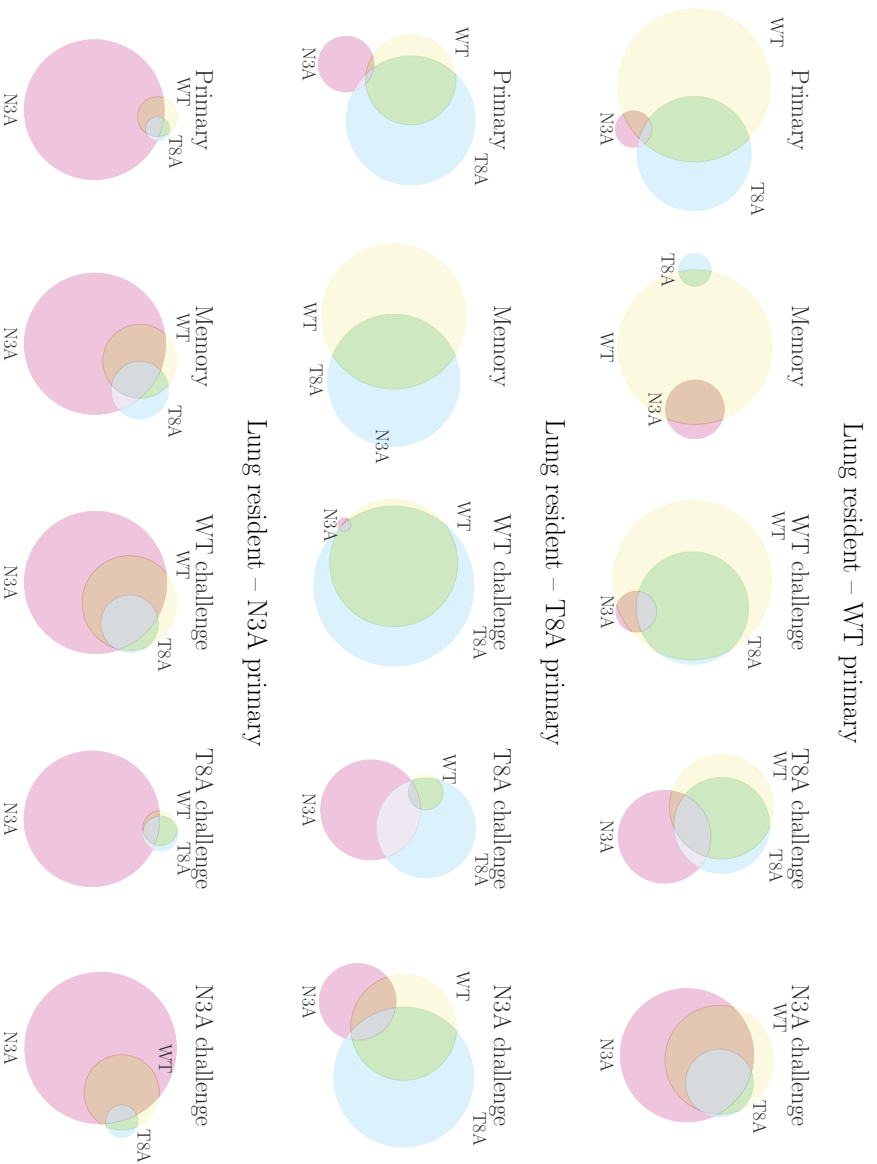 Lung resident – WT primary
Primary
Memory
WT challenge
T8A challenge
N3A challenge
WT
T8A
N3A
T8A
WT
N3A
WT
T8A
N3A
WT
T8A
N3A
WT
T8A
N3A
Lung resident – T8A primary
Primary
Memory
WT challenge
T8A challenge
N3A challenge
WT
T8A
N3A
WT
T8A
N3A
WT
T8A
N3A
WT
T8A
N3A
WT
T8A
N3A
Lung resident – N3A primary
Primary
Memory
WT challenge
T8A challenge
N3A challenge
WT
T8A
N3A
WT
T8A
N3A
WT
T8A
N3A
WT
T8A
N3A
WT
T8A
N3A